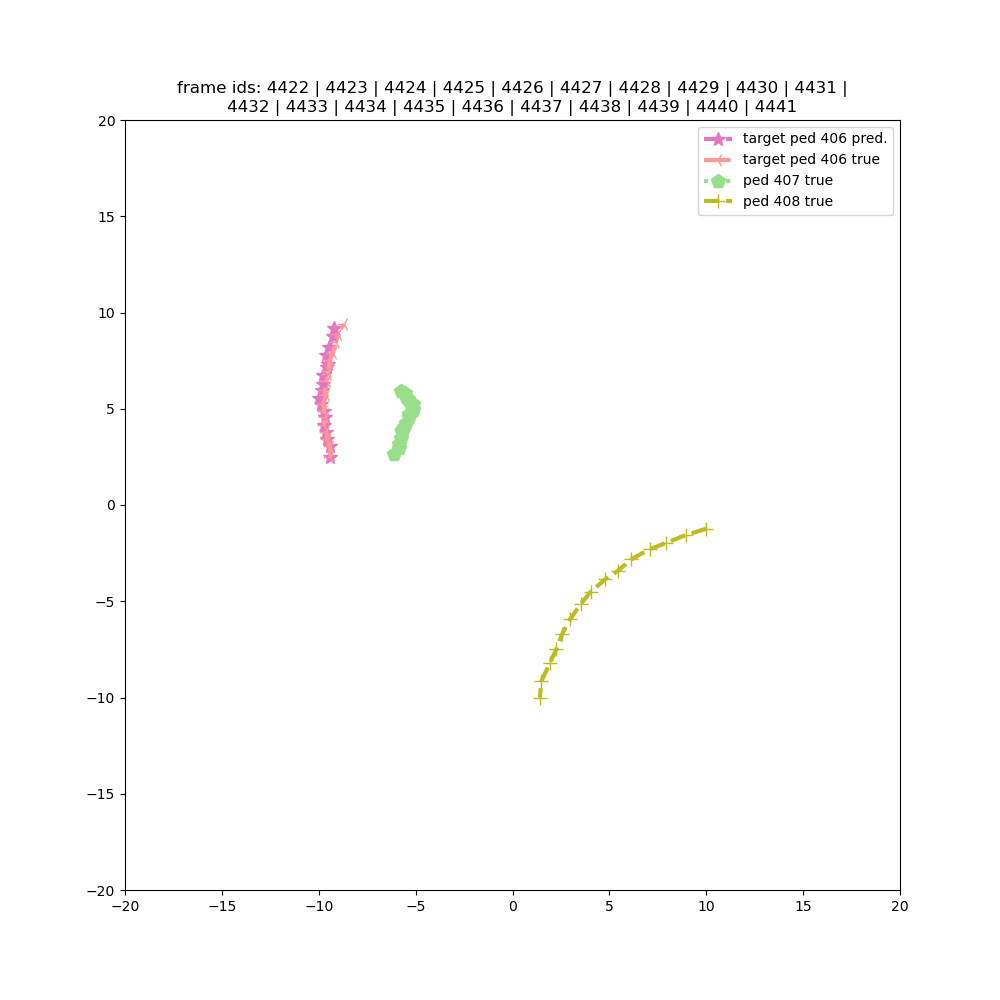 frame ids: 4422 | 4423 | 4424 | 4425 | 4426 | 4427 | 4428 | 4429 | 4430 | 4431 |
4432 | 4433 | 4434 | 4435 | 4436 | 4437 | 4438 | 4439 | 4440 | 4441
target ped 406 pred.
target ped 406 true
ped 407 true
ped 408 true
20
15
10
5
0
−5
−10
−15
−20
−20 −15 −10 −5 0 5 10 15 20